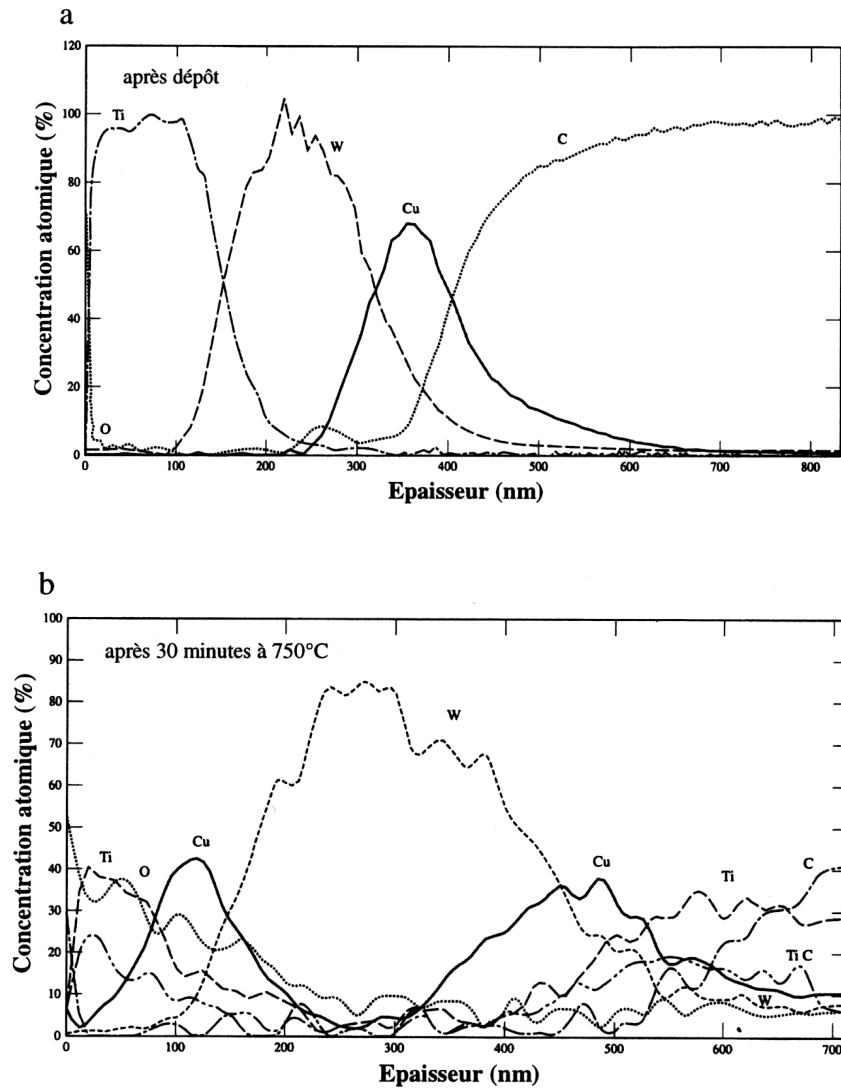 a
120
100
80
60
40
20
0
Concentration atomique (%)
après dépôt
Ti
W
C
Cu
O
0 100 200 300 400 500 600 700 800
Epaisseur (nm)
b
100
90
80
70
60
50
40
30
20
10
0
Concentration atomique (%)
après 30 minutes à 750°C
W
Cu
Ti
O
Cu
Ti
C
Ti C
W
0 100 200 300 400 500 600 700
Epaisseur (nm)